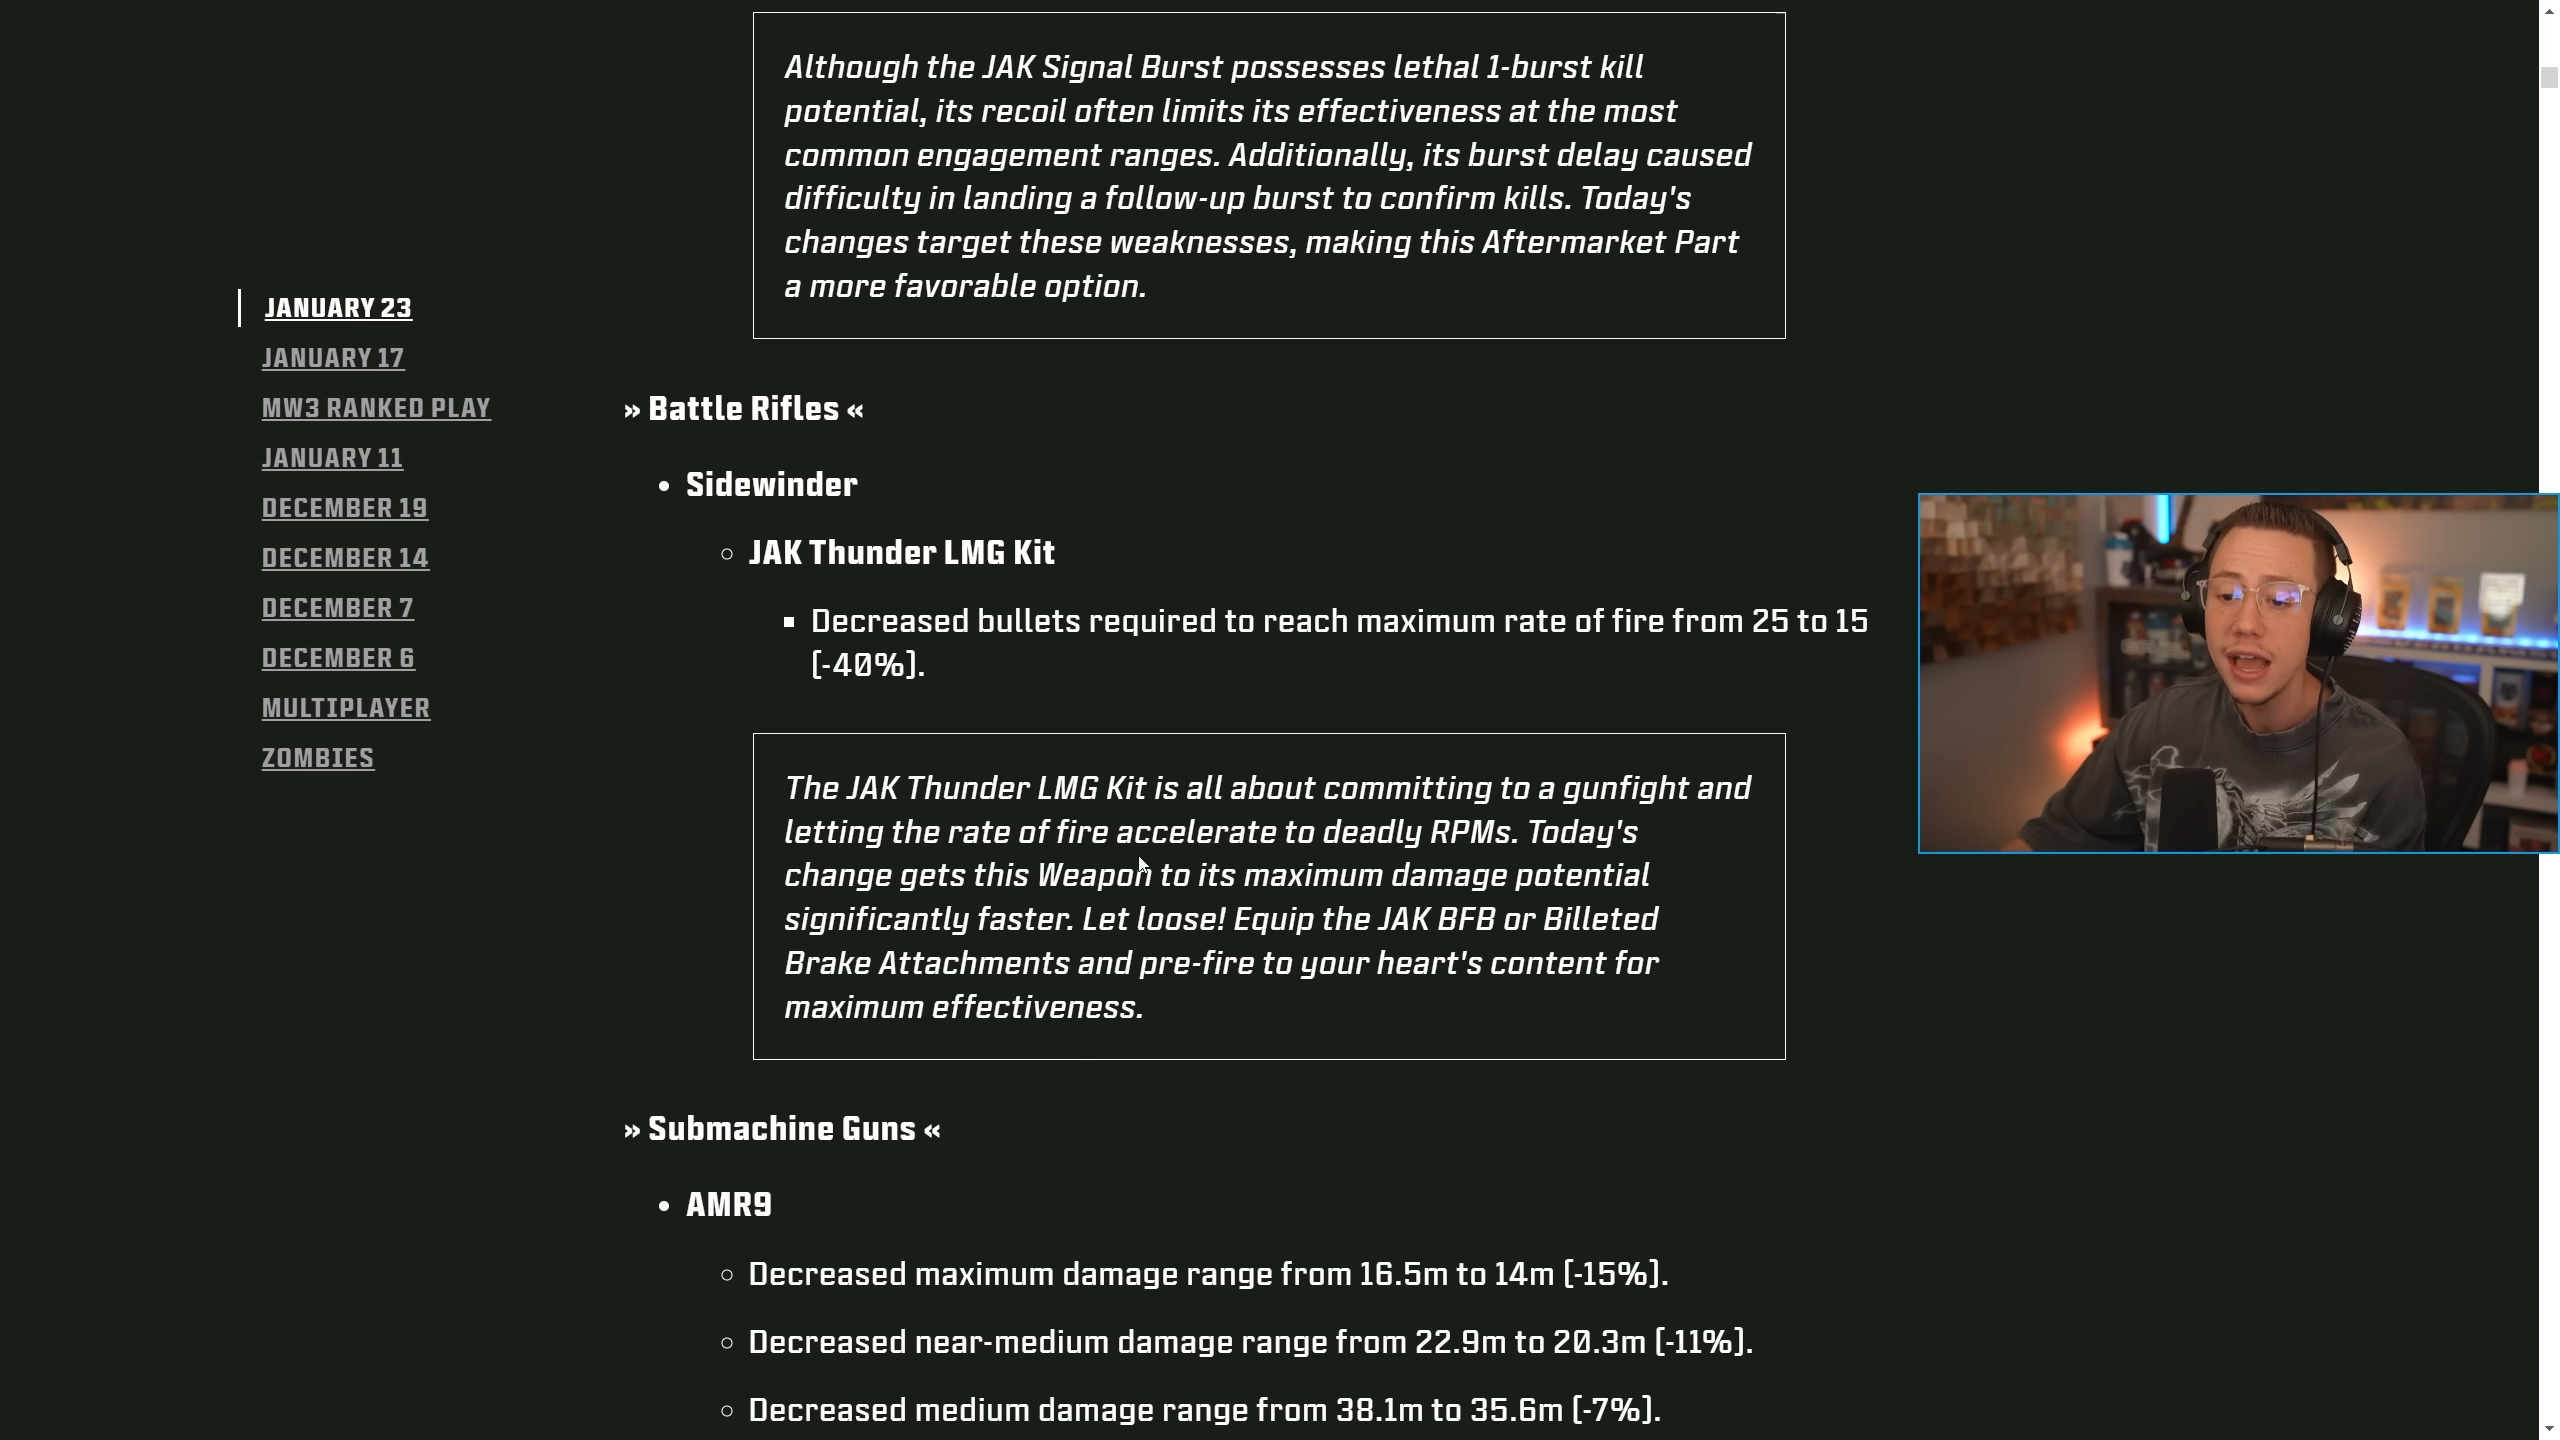 Although the JAK Signal Burst possesses lethal 1-burst kill
potential, its recoil often limits its effectiveness at the most
common engagement ranges. Additionally, its burst delay caused
difficulty in landing a follow-up burst to confirm kills. Today's
changes target these weaknesses, making this Aftermarket Part
a more favorable option.
JANUARY 23
JANUARY 17
MW3 RANKED PLAY
JANUARY 11
DECEMBER 19
DECEMBER 14
DECEMBER 7
DECEMBER 6
MULTIPLAYER
ZOMBIES
» Battle Rifles «
• Sidewinder
○ JAK Thunder LMG Kit
▪ Decreased bullets required to reach maximum rate of fire from 25 to 15
[-40%].
The JAK Thunder LMG Kit is all about committing to a gunfight and
letting the rate of fire accelerate to deadly RPMs. Today's
change gets this Weapon to its maximum damage potential
significantly faster. Let loose! Equip the JAK BFB or Billeted
Brake Attachments and pre-fire to your heart's content for
maximum effectiveness.
» Submachine Guns «
• AMR9
○ Decreased maximum damage range from 16.5m to 14m [-15%].
○ Decreased near-medium damage range from 22.9m to 20.3m [-11%].
○ Decreased medium damage range from 38.1m to 35.6m [-7%].